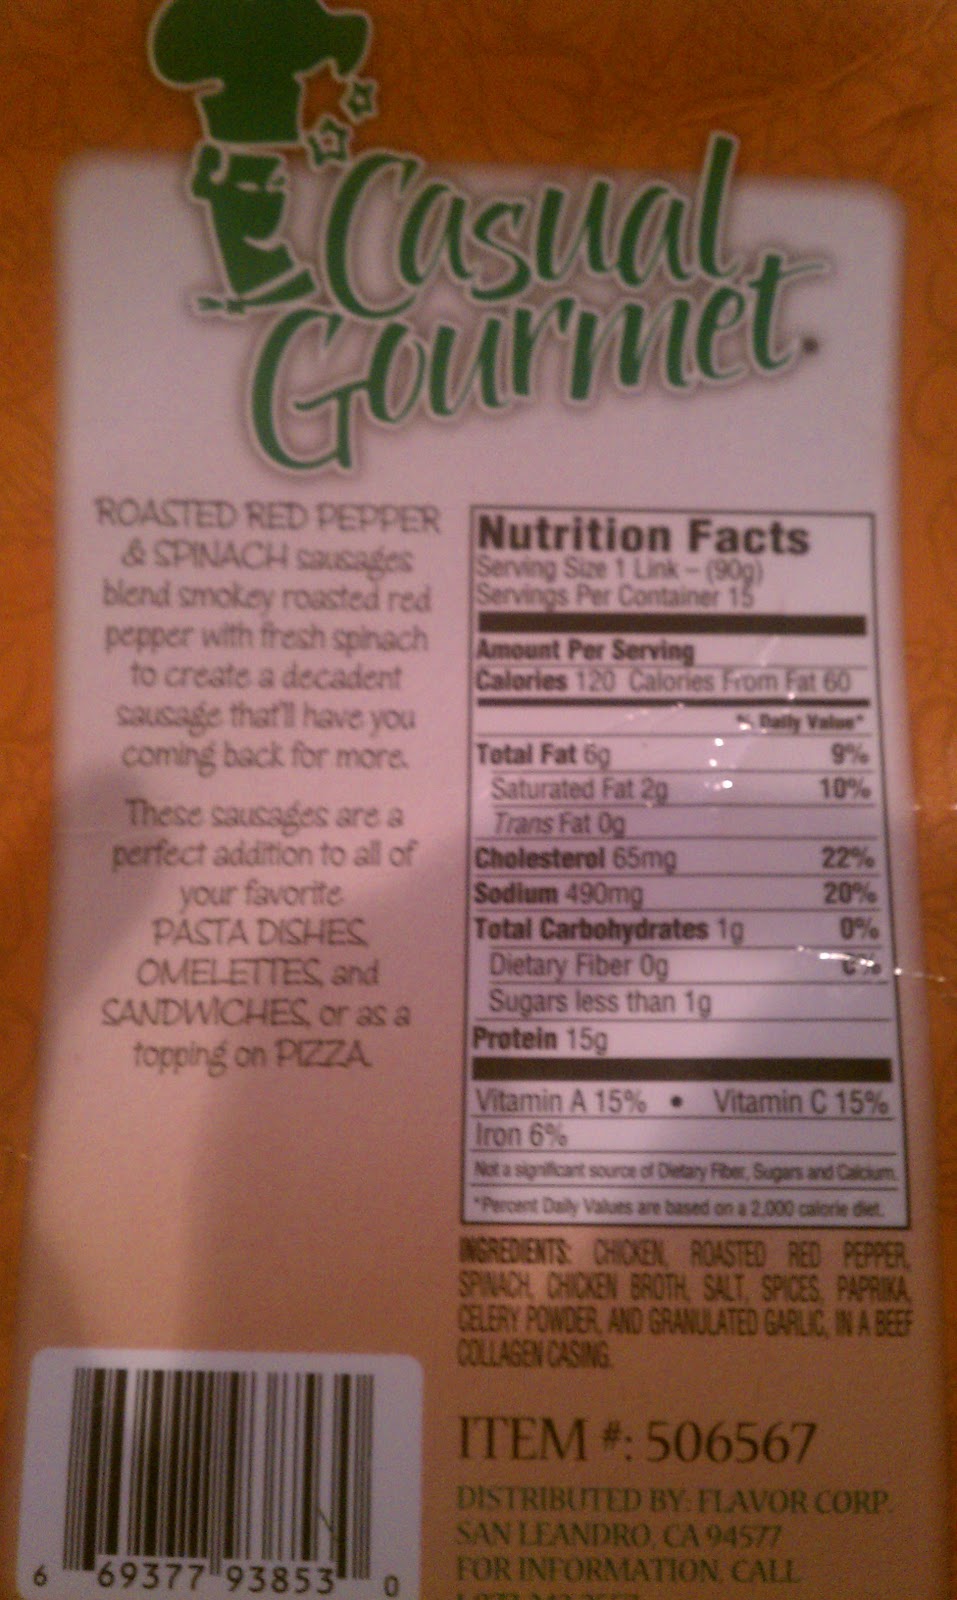 Casual
Gourmet
ROASTED RED PEPPER
& SPINACH sausages
blend smokey roasted red
pepper with fresh spinach
to create a decadent
sausage that'll have you
coming back for more.
These sausages are a
perfect addition to all of
your favorite
PASTA DISHES,
OMELETTES, and
SANDWICHES, or as a
topping on PIZZA.
Nutrition Facts
Serving Size 1 Link – (90g)
Servings Per Container 15
Amount Per Serving
Calories 120 Calories From Fat 60
% Daily Value*
Total Fat 6g 9%
Saturated Fat 2g 10%
Trans Fat 0g
Cholesterol 65mg 22%
Sodium 490mg 20%
Total Carbohydrates 1g 0%
Dietary Fiber 0g 0%
Sugars less than 1g
Protein 15g
Vitamin A 15% • Vitamin C 15%
Iron 6%
Not a significant source of Dietary Fiber, Sugars and Calcium.
*Percent Daily Values are based on a 2,000 calorie diet.
INGREDIENTS: CHICKEN, ROASTED RED PEPPER,
SPINACH, CHICKEN BROTH, SALT, SPICES, PAPRIKA,
CELERY POWDER, AND GRANULATED GARLIC, IN A BEEF
COLLAGEN CASING.
ITEM #: 506567
DISTRIBUTED BY: FLAVOR CORP.
SAN LEANDRO, CA 94577
FOR INFORMATION, CALL
6 69377 93853 0